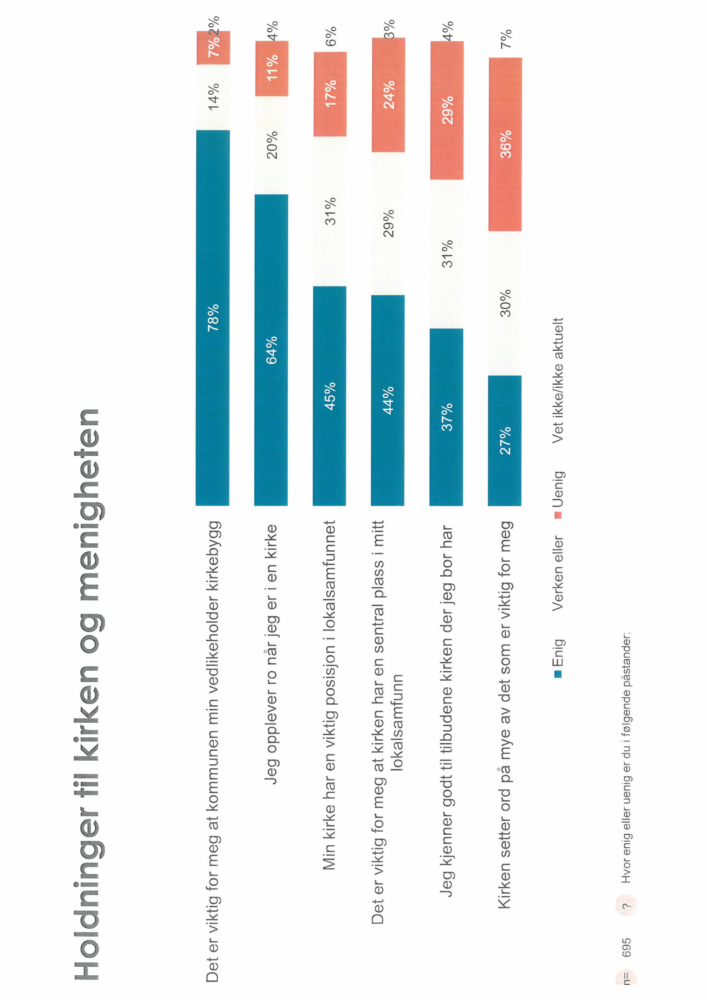 Holdninger til kirken og menigheten
Det er viktig for meg at kommunen min vedlikeholder kirkebygg 78% 14% 7% 2%
Jeg opplever ro når jeg er i en kirke 64% 20% 11% 4%
Min kirke har en viktig posisjon i lokalsamfunnet 45% 31% 17% 6%
Det er viktig for meg at kirken har en sentral plass i mitt
lokalsamfunn 44% 29% 24% 3%
Jeg kjenner godt til tilbudene kirken der jeg bor har 37% 31% 29% 4%
Kirken setter ord på mye av det som er viktig for meg 27% 30% 36% 7%
Enig Verken eller Uenig Vet ikke/ikke aktuelt
n= 695 ? Hvor enig eller uenig er du i følgende påstander: